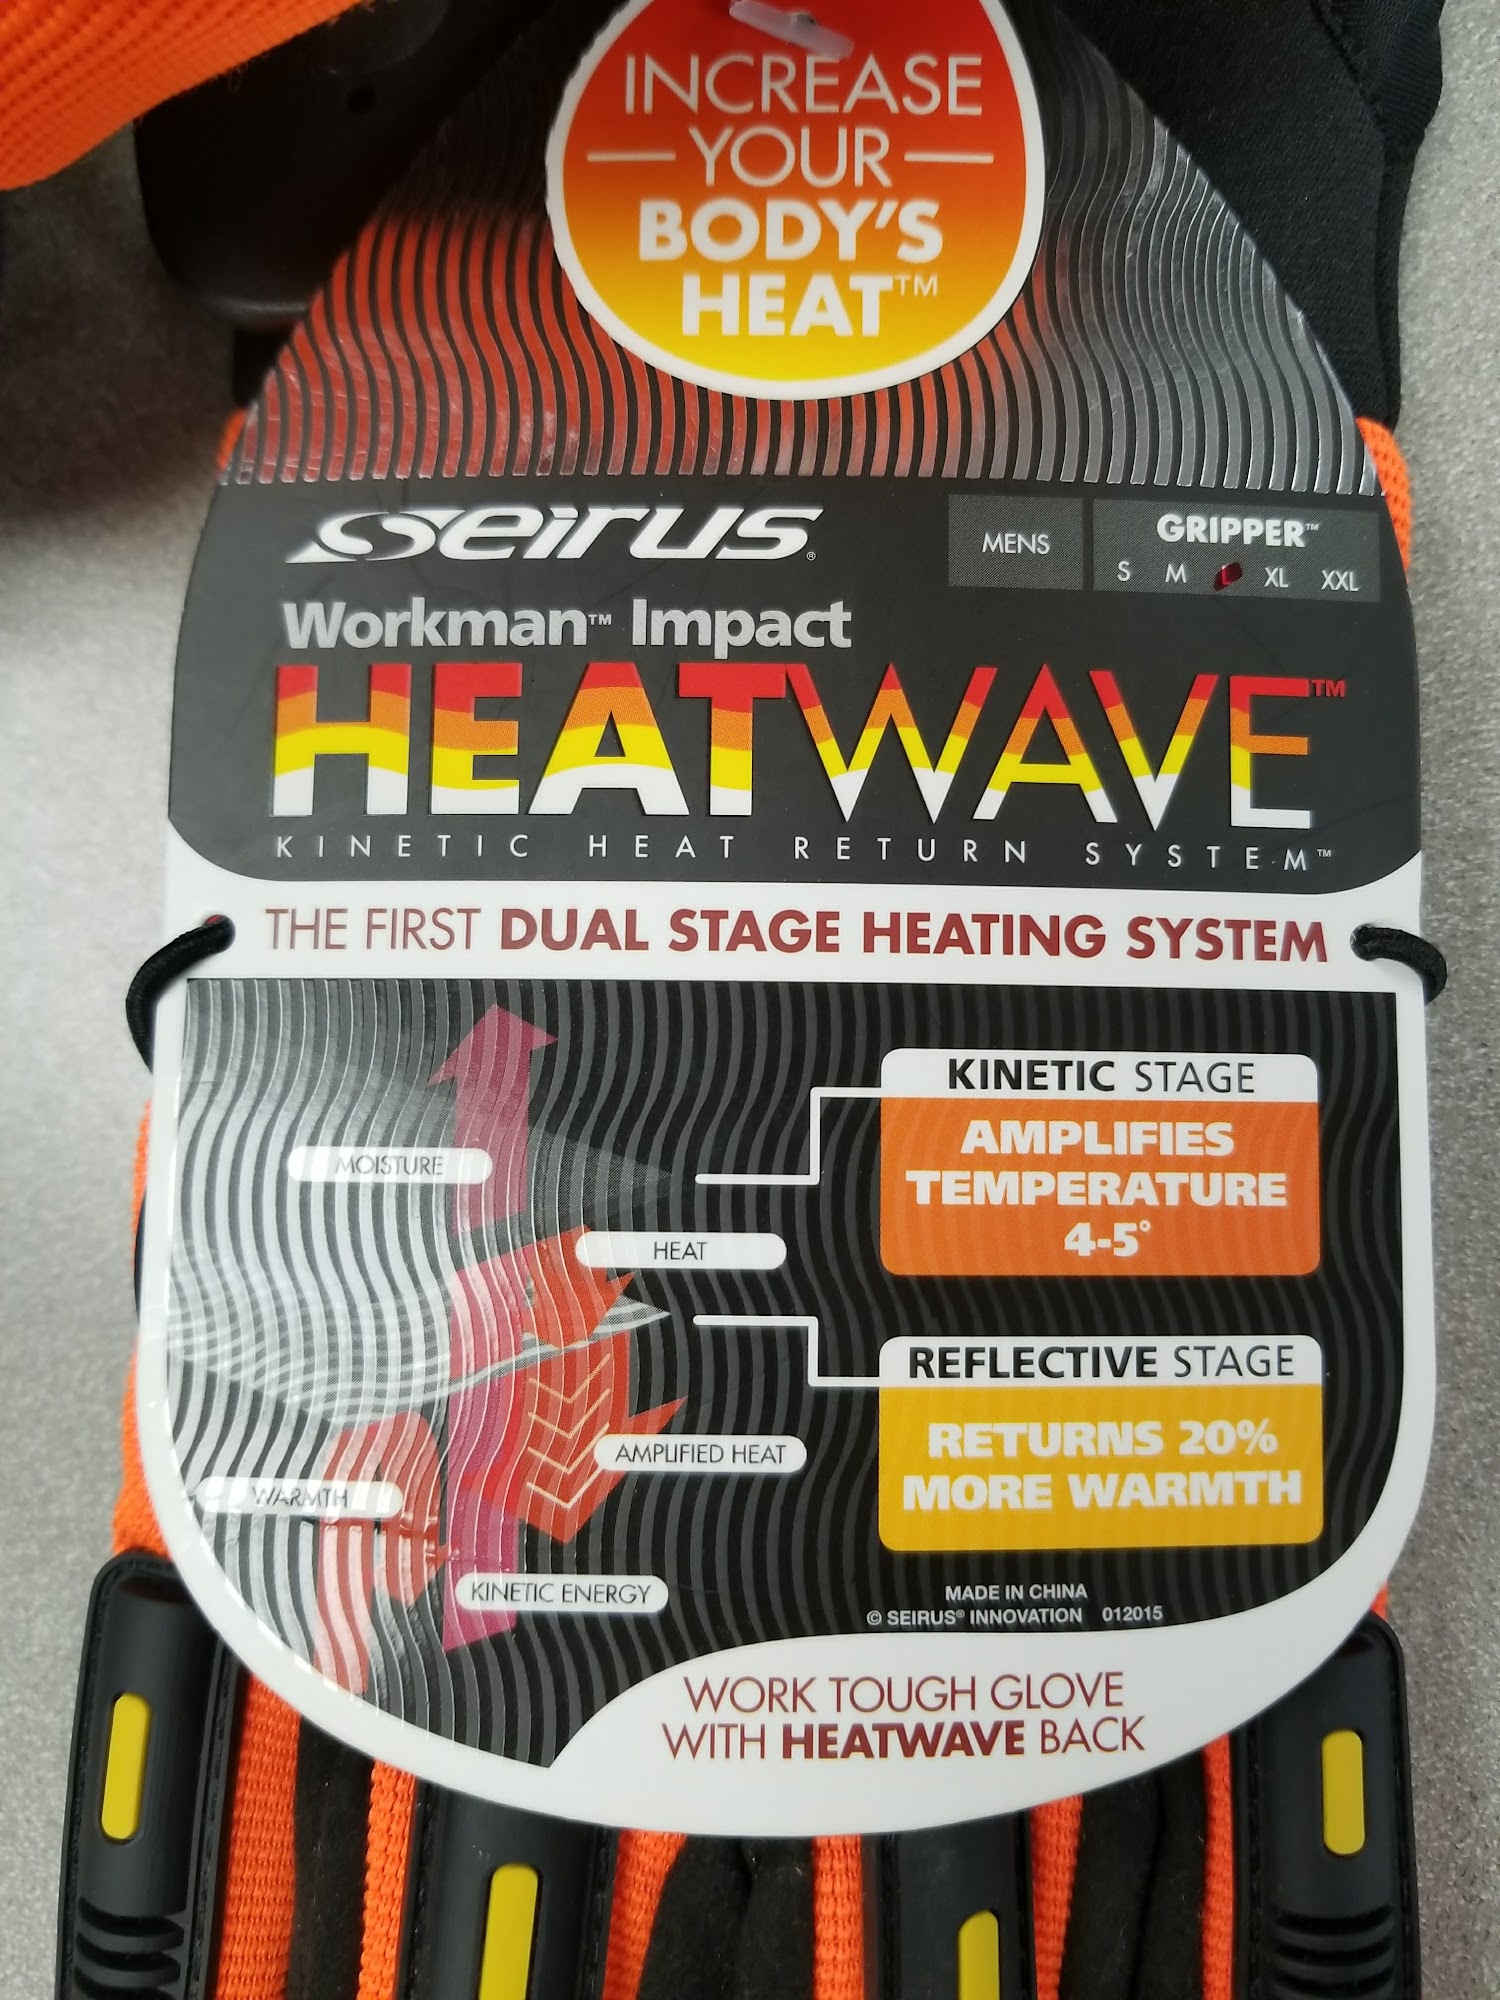 INCREASE
YOUR
BODY'S
HEAT™
seirus®
MENS
GRIPPER™
S M L XL XXL
Workman™ Impact
HEATWAVE™
KINETIC HEAT RETURN SYSTEM™
THE FIRST DUAL STAGE HEATING SYSTEM
KINETIC STAGE
AMPLIFIES
TEMPERATURE
4-5°
MOISTURE
HEAT
REFLECTIVE STAGE
RETURNS 20%
MORE WARMTH
AMPLIFIED HEAT
WARMTH
KINETIC ENERGY
MADE IN CHINA
© SEIRUS® INNOVATION 012015
WORK TOUGH GLOVE
WITH HEATWAVE BACK